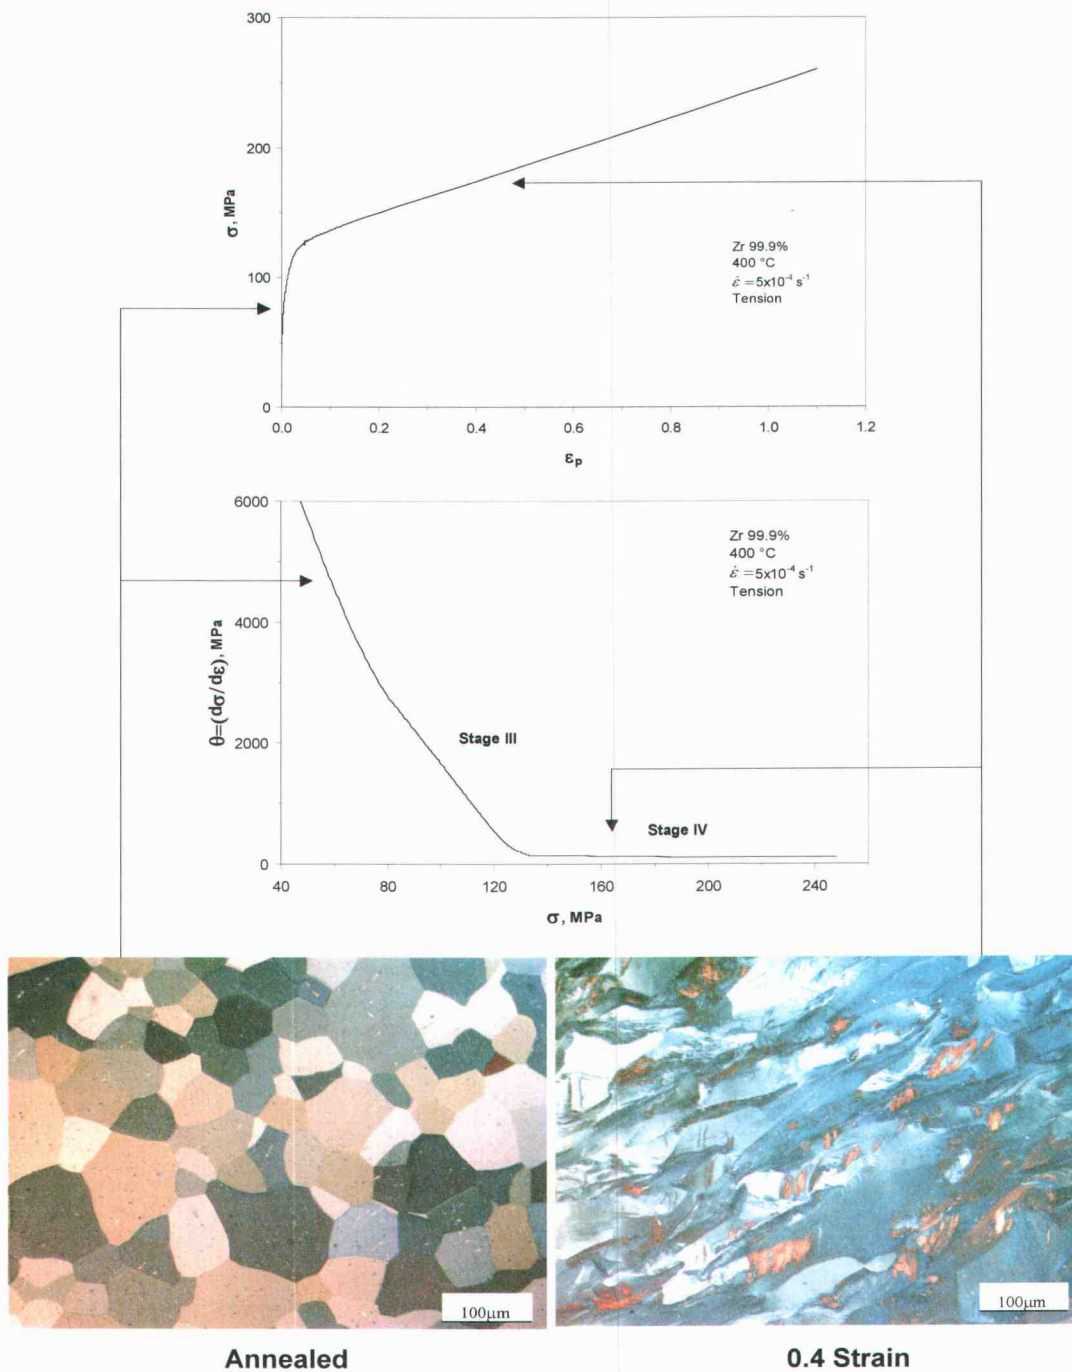 300
200
σ, MPa
100
0
0.0 0.2 0.4 0.6 0.8 1.0 1.2
εp
Zr 99.9%
400 °C
ε̇ =5x10⁻⁴ s⁻¹
Tension
6000
4000
θ=(dσ/dε), MPa
2000
0
40 80 120 160 200 240
σ, MPa
Zr 99.9%
400 °C
ε̇ =5x10⁻⁴ s⁻¹
Tension
Stage III
Stage IV
100μm
100μm
Annealed
0.4 Strain